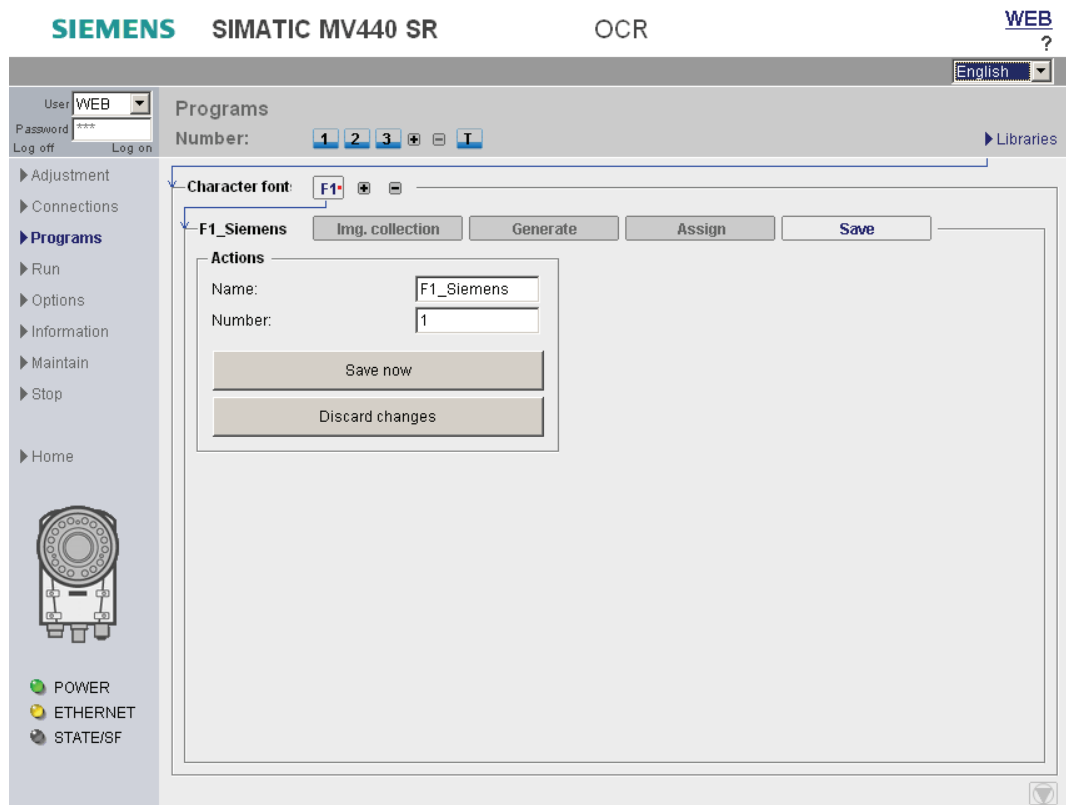 SIEMENS SIMATIC MV440 SR OCR WEB
?
English
User WEB
Password ***
Log off Log on
Programs
Number: 1 2 3 T
Libraries
Adjustment
Connections
Programs
Run
Options
Information
Maintain
Stop
Home
Character font: F1
F1_Siemens Img. collection Generate Assign Save
Actions
Name: F1_Siemens
Number: 1
Save now
Discard changes
POWER
ETHERNET
STATE/SF